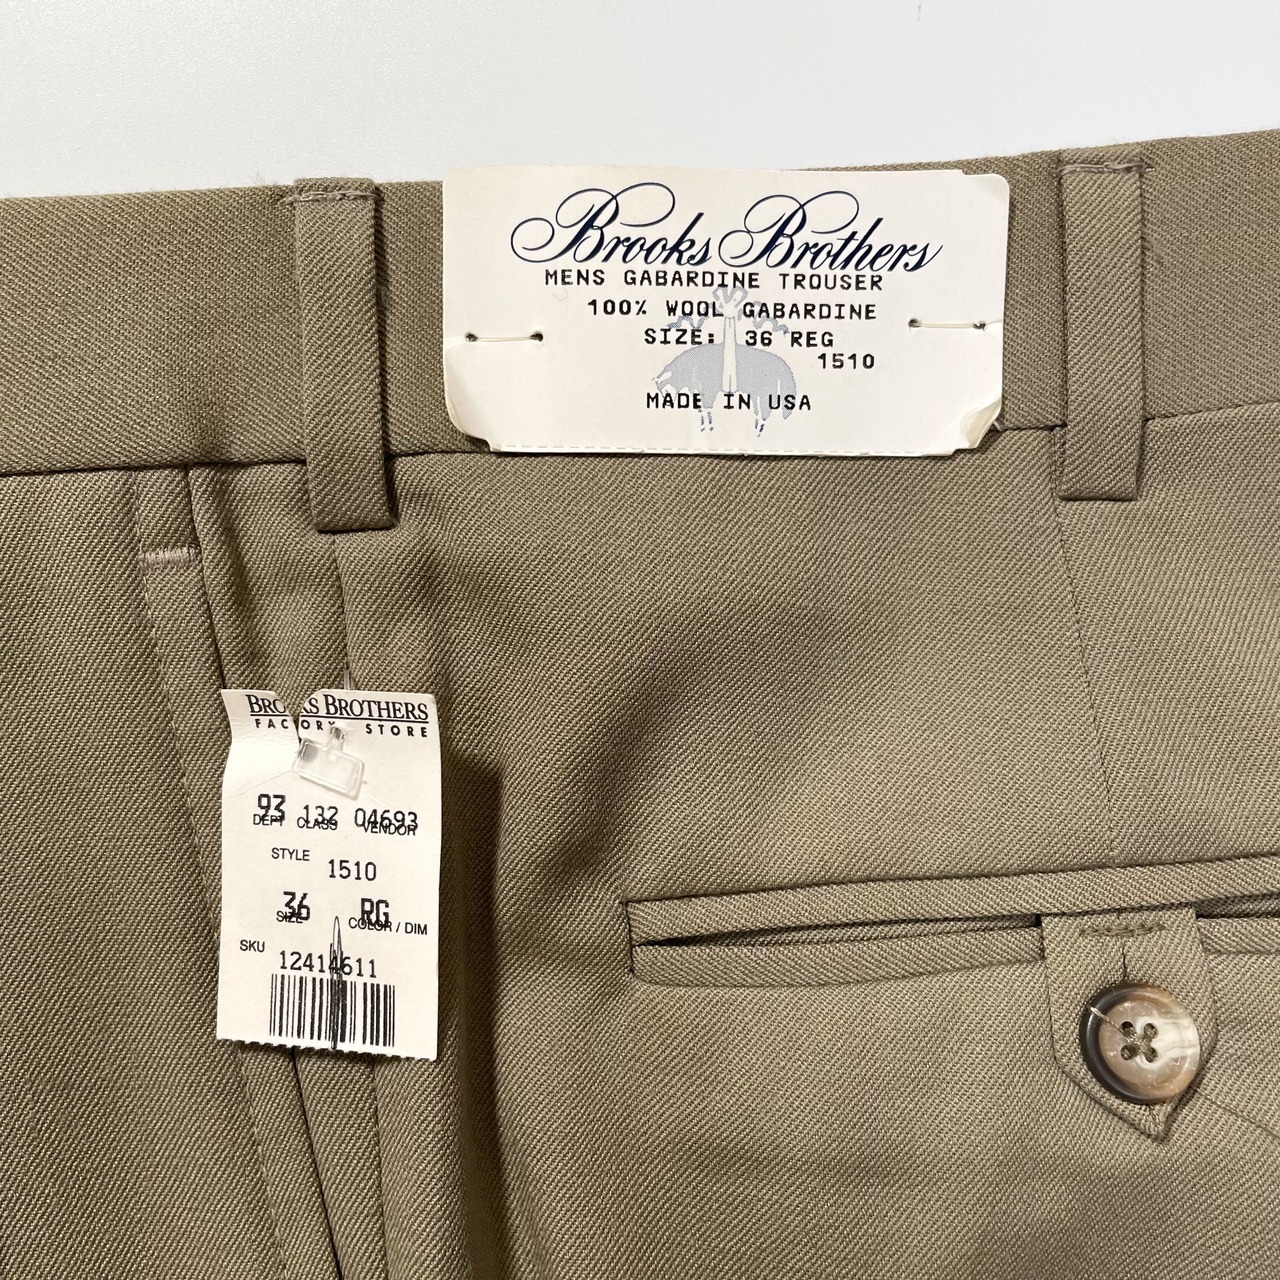 Brooks Brothers
MENS GABARDINE TROUSER
100% WOOL GABARDINE
SIZE: 36 REG
1510
MADE IN USA
BROOKS BROTHERS
FACTORY STORE
93 132 04693
DEPT CLASS VENDOR
STYLE 1510
36 RG
SIZE COLOR / DIM
SKU 12414611